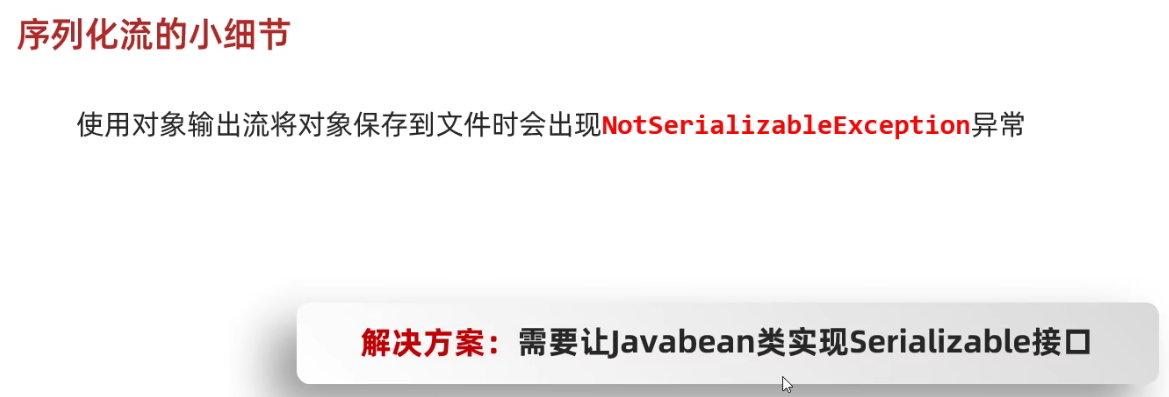 序列化流的小细节
使用对象输出流将对象保存到文件时会出现NotSerializableException异常
解决方案：需要让Javabean类实现Serializable接口